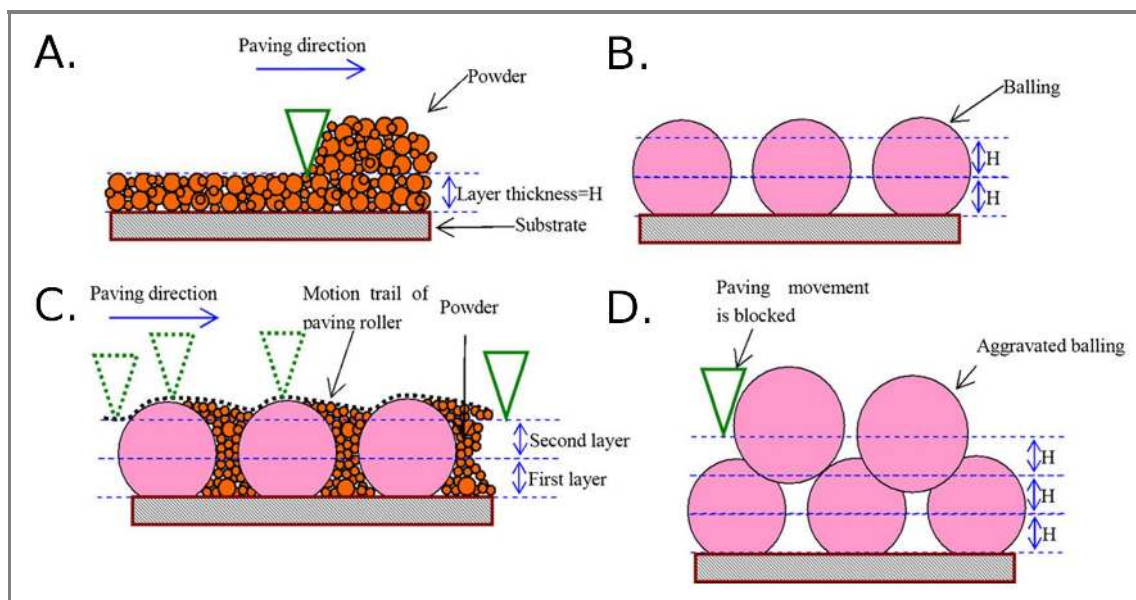 A.
Paving direction
Powder
Layer thickness=H
Substrate
B.
Balling
H
H
C.
Paving direction
Motion trail of
paving roller
Powder
Second layer
First layer
D.
Paving movement
is blocked
Aggravated balling
H
H
H